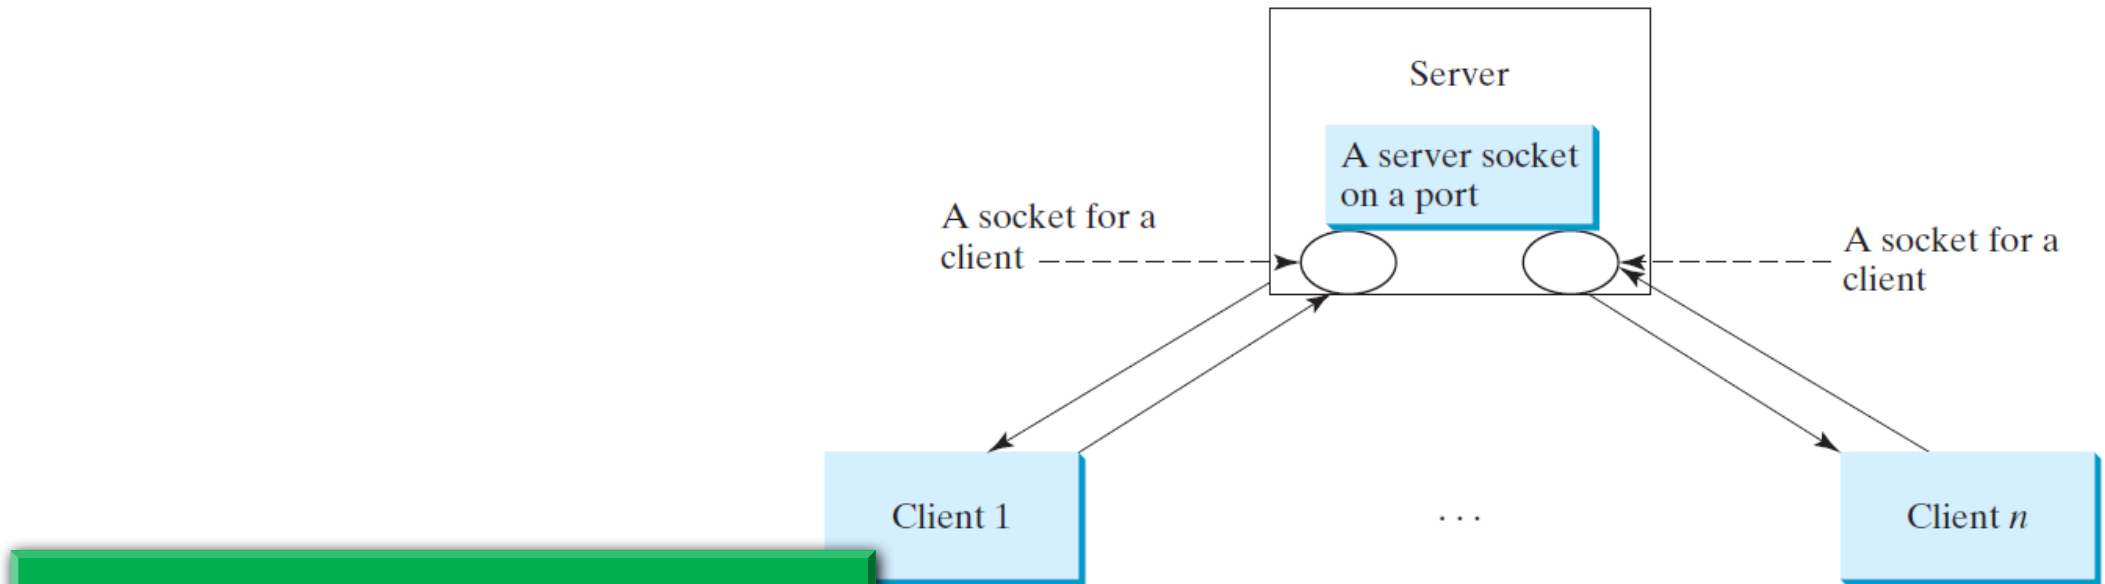 Server
A server socket
on a port
A socket for a
client
A socket for a
client
Client 1
. . .
Client n